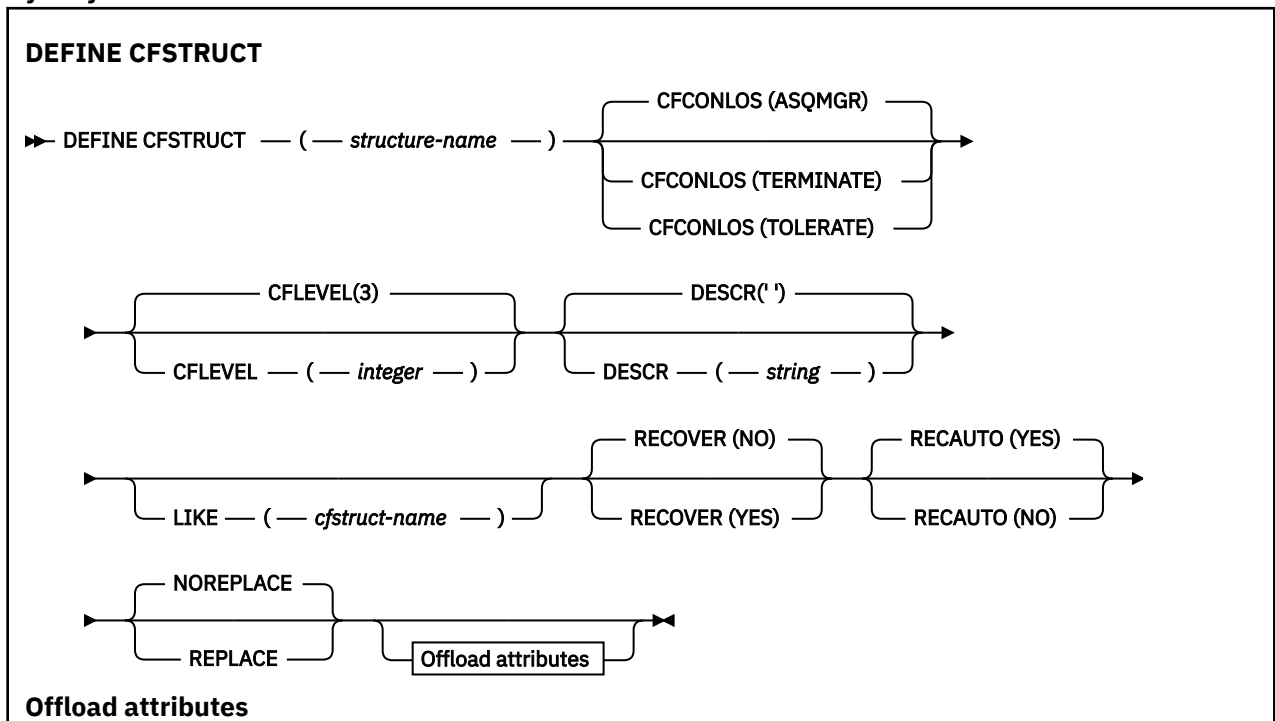 DEFINE CFSTRUCT
CFCONLOS (ASQMGR)
DEFINE CFSTRUCT ( structure-name )
CFCONLOS (TERMINATE)
CFCONLOS (TOLERATE)
CFLEVEL(3) DESCR(' ')
CFLEVEL ( integer ) DESCR ( string )
RECOVER (NO) RECAUTO (YES)
LIKE ( cfstruct-name ) RECOVER (YES) RECAUTO (NO)
NOREPLACE
REPLACE Offload attributes
Offload attributes